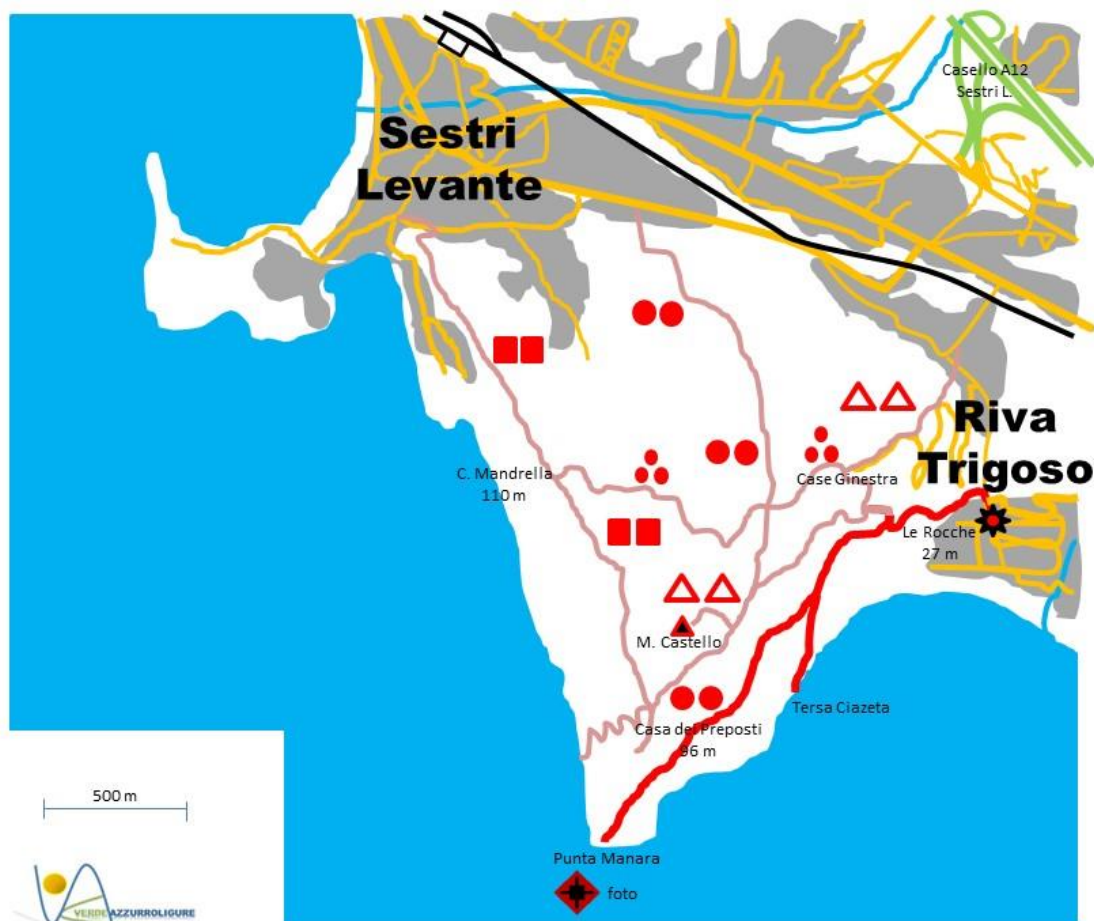 Casello A12
Sestri L.
Sestri
Levante
Riva
Trigoso
C. Mandrella
110 m
Case Ginestra
Le Rocche
27 m
M. Castello
Tersa Ciazeta
Casa dei Preposti
96 m
500 m
Punta Manara
foto
VERDEAZZURROLIGURE